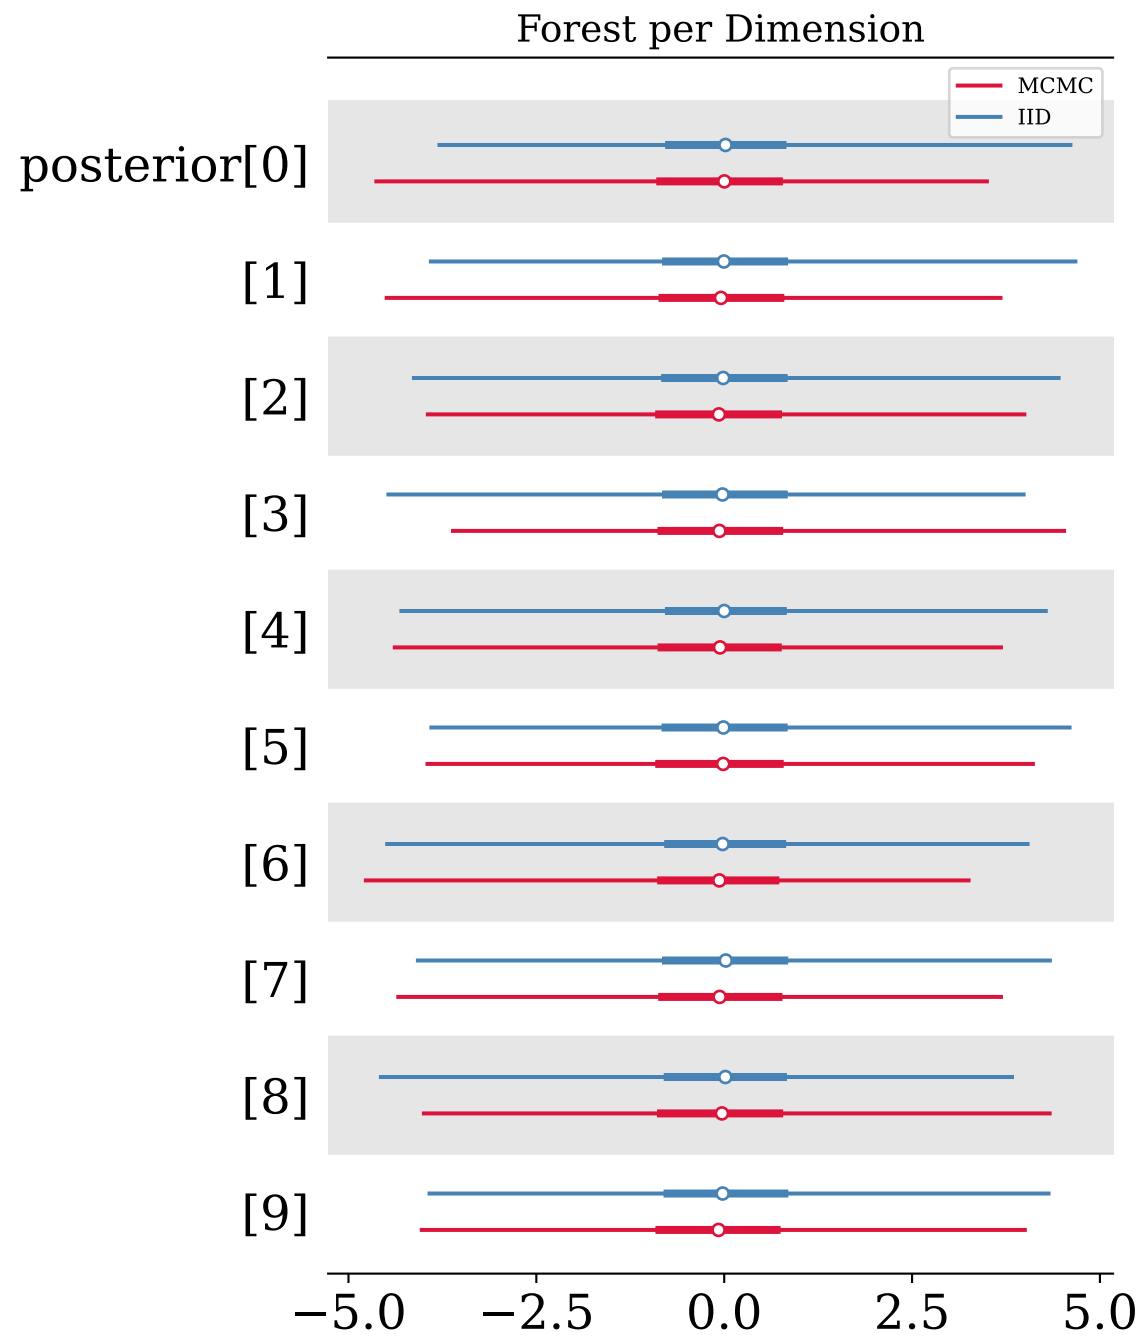 Forest per Dimension
MCMC
IID
posterior[0]
[1]
[2]
[3]
[4]
[5]
[6]
[7]
[8]
[9]
−5.0 −2.5 0.0 2.5 5.0